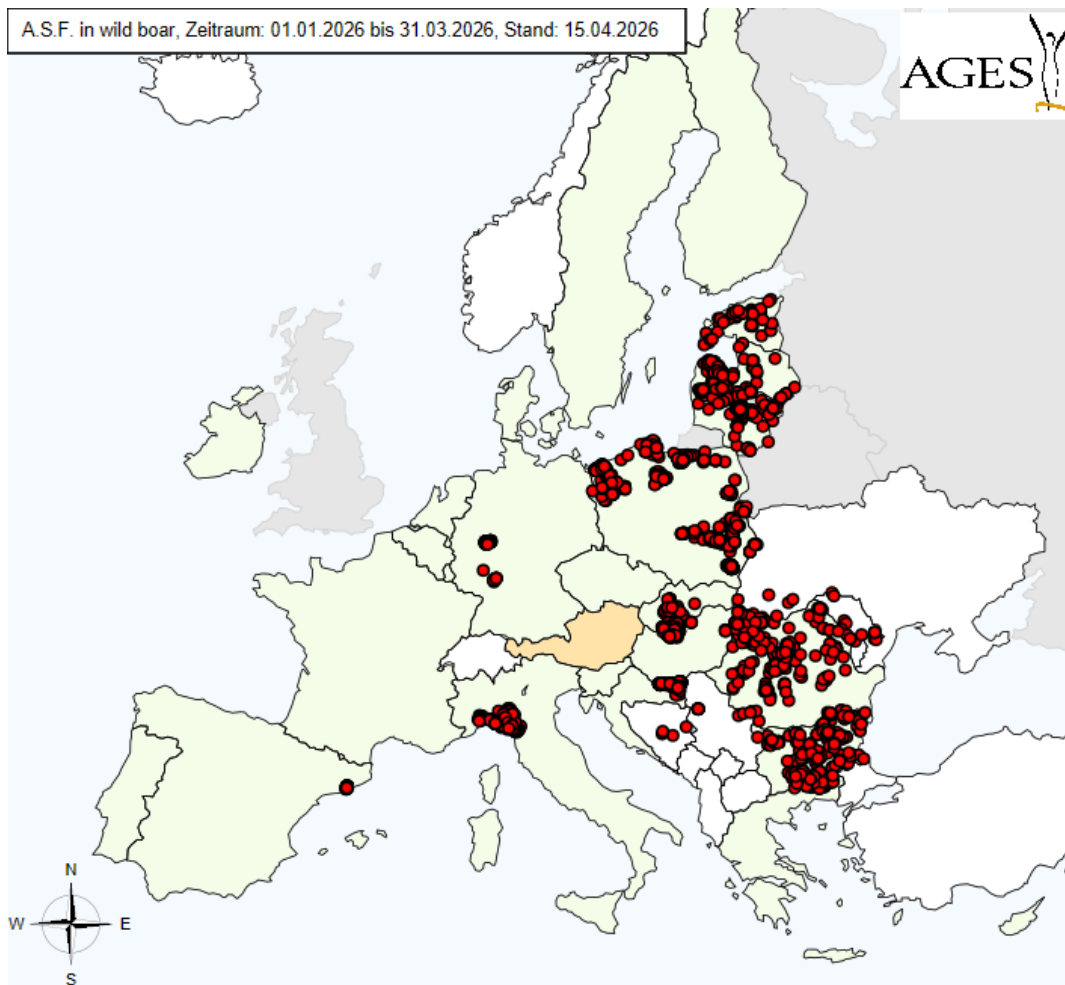 A.S.F. in wild boar, Zeitraum: 01.01.2026 bis 31.03.2026, Stand: 15.04.2026
AGES
N
W E
S